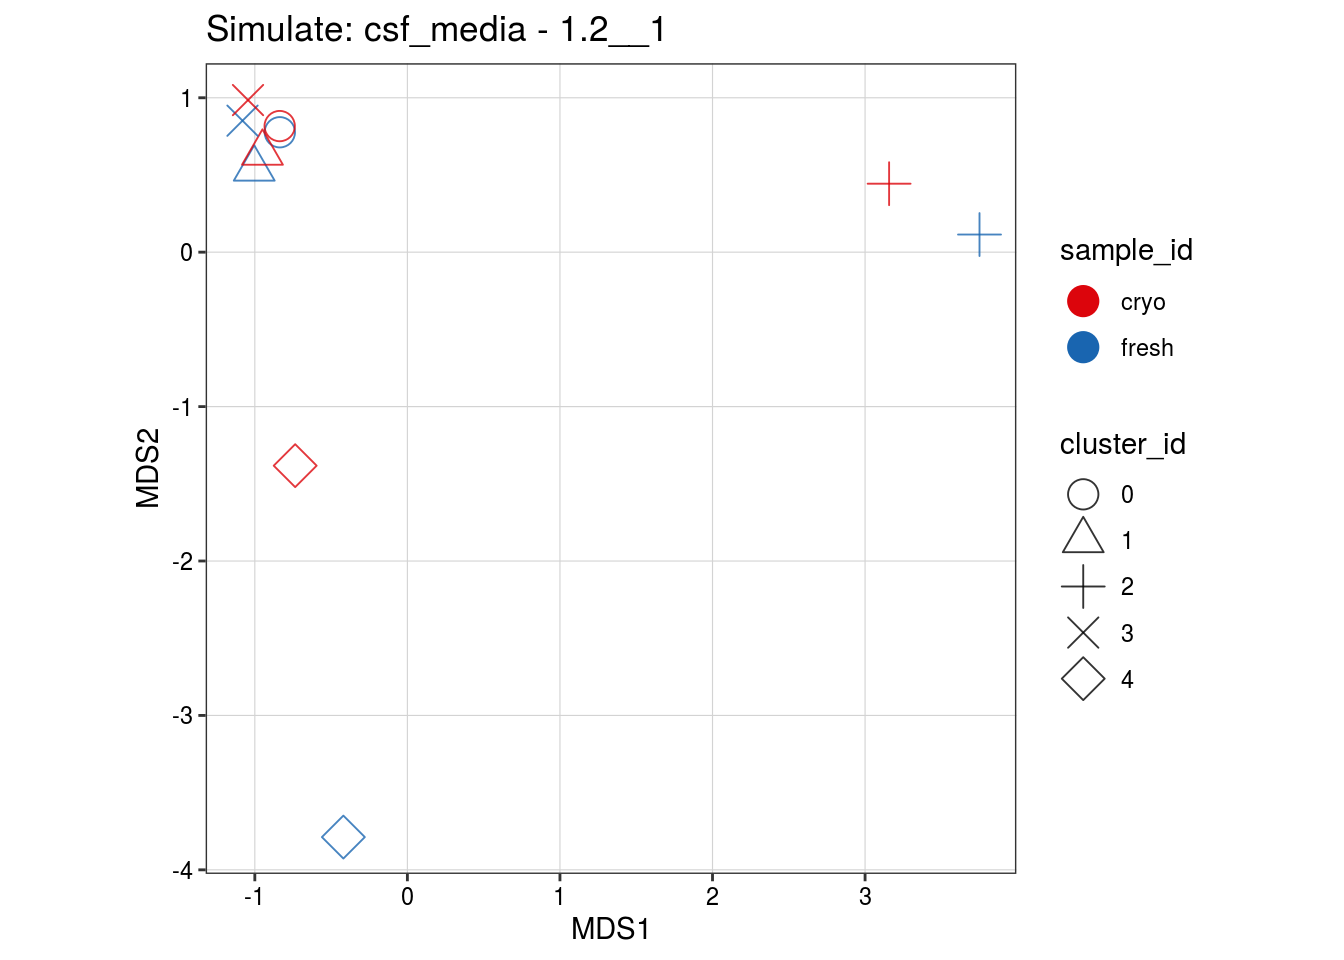 Simulate: csf_media - 1.2__1
1
0
-1
-2
-3
-4
MDS2
-1
0
1
2
3
MDS1
sample_id
cryo
fresh
cluster_id
0
1
2
3
4